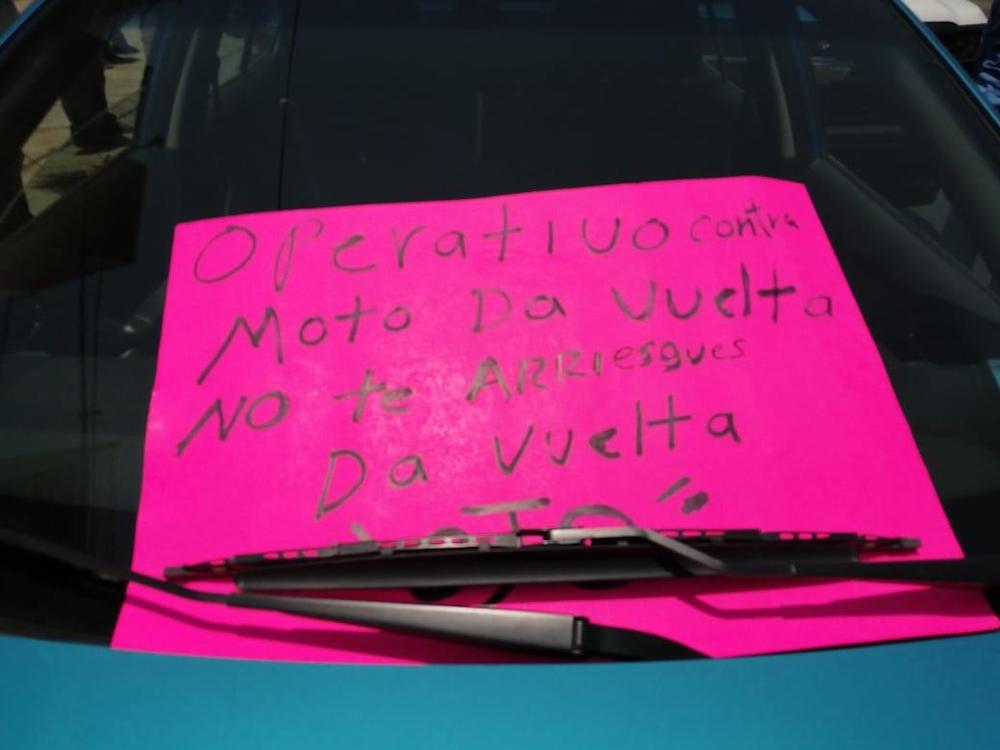 Operativo contra
Moto Da Vuelta
NO te ARRIesgues
Da Vuelta